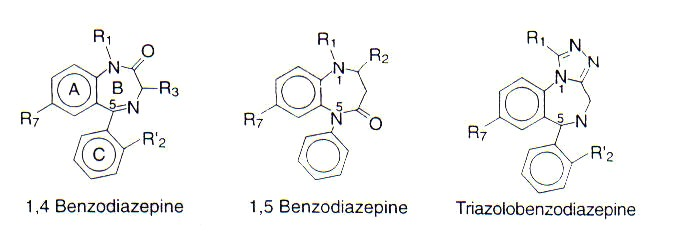 R1
N
O
A
B
R3
5
N
R7
C
R'2
1,4 Benzodiazepine
R1
N
R2
1
5
N
O
R7
1,5 Benzodiazepine
R1
N
N
N
1
5
N
R7
R'2
Triazolobenzodiazepine